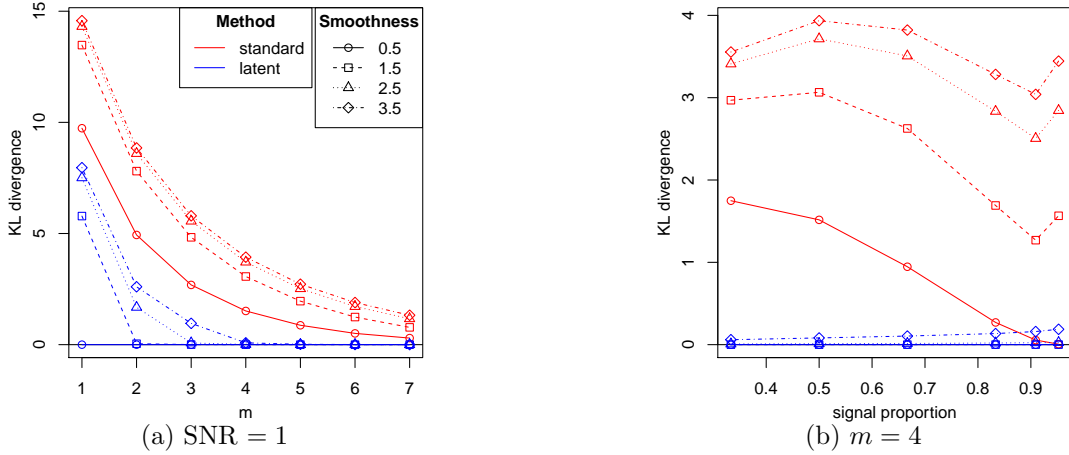 KL divergence
0 5 10 15
1 2 3 4 5 6 7
m
Method
standard
latent
Smoothness
0.5
1.5
2.5
3.5
(a) SNR = 1
KL divergence
0 1 2 3 4
0.4 0.5 0.6 0.7 0.8 0.9
signal proportion
(b) m = 4